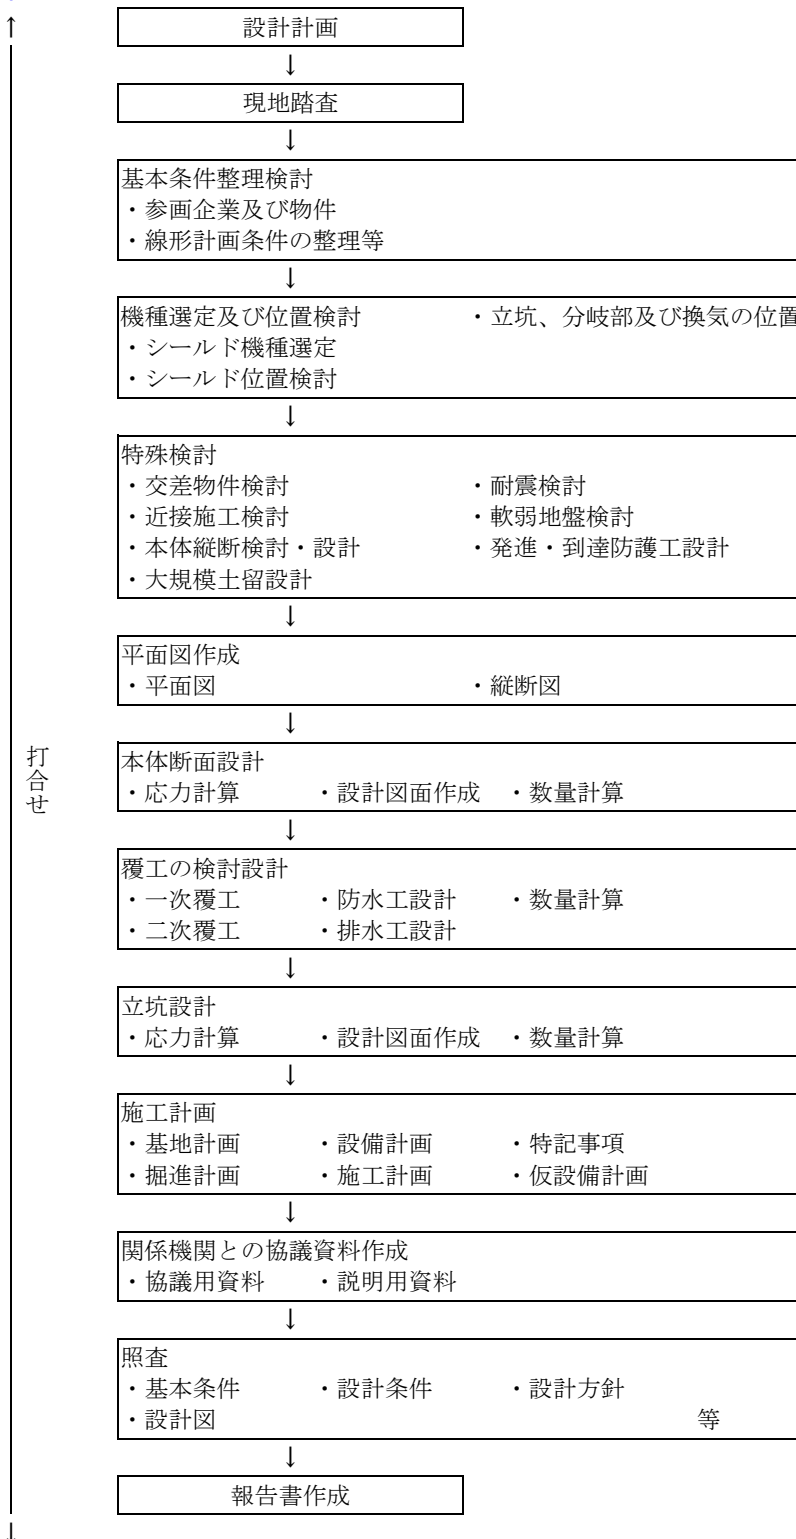 ↑
設計計画
↓
現地踏査
↓
基本条件整理検討
・参画企業及び物件
・線形計画条件の整理等
↓
機種選定及び位置検討 ・立坑、分岐部及び換気の位置
・シールド機種選定
・シールド位置検討
↓
特殊検討
・交差物件検討 ・耐震検討
・近接施工検討 ・軟弱地盤検討
・本体縦断検討・設計 ・発進・到達防護工設計
・大規模土留設計
↓
平面図作成
・平面図 ・縦断図
↓
打合せ
本体断面設計
・応力計算 ・設計図面作成 ・数量計算
↓
覆工の検討設計
・一次覆工 ・防水工設計 ・数量計算
・二次覆工 ・排水工設計
↓
立坑設計
・応力計算 ・設計図面作成 ・数量計算
↓
施工計画
・基地計画 ・設備計画 ・特記事項
・掘進計画 ・施工計画 ・仮設備計画
↓
関係機関との協議資料作成
・協議用資料 ・説明用資料
↓
照査
・基本条件 ・設計条件 ・設計方針
・設計図 等
↓
報告書作成
↓